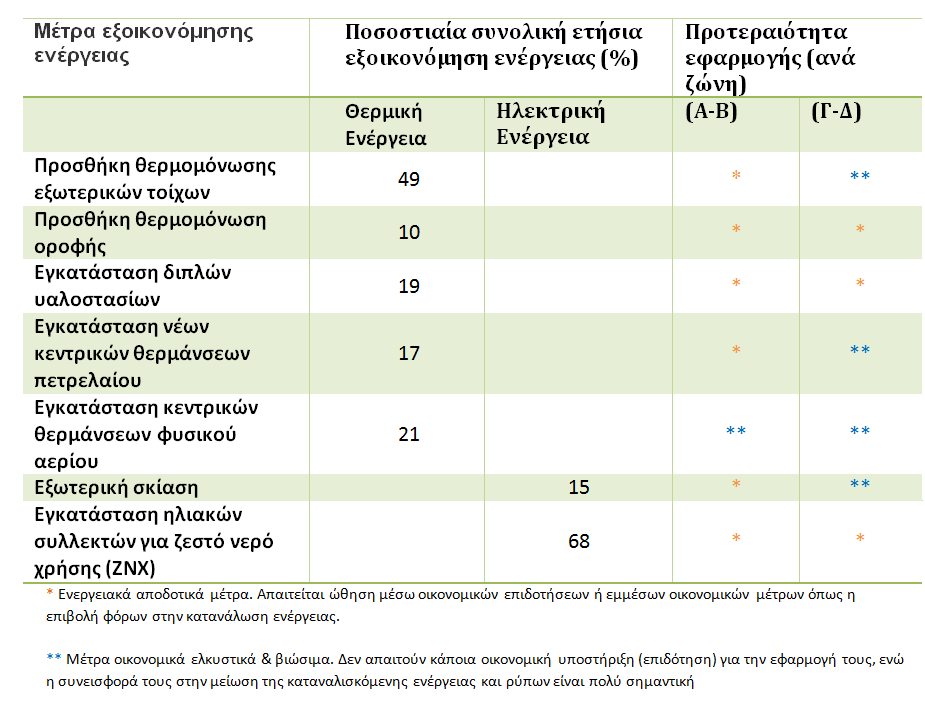 Μέτρα εξοικονόμησης
ενέργειας
Ποσοστιαία συνολική ετήσια
εξοικονόμηση ενέργειας (%)
Προτεραιότητα
εφαρμογής (ανά
ζώνη)
Θερμική
Ενέργεια
Ηλεκτρική
Ενέργεια
(Α-Β)
(Γ-Δ)
Προσθήκη θερμομόνωσης
εξωτερικών τοίχων
49
*
**
Προσθήκη θερμομόνωση
οροφής
10
*
*
Εγκατάσταση διπλών
υαλοστασίων
19
*
*
Εγκατάσταση νέων
κεντρικών θερμάνσεων
πετρελαίου
17
*
**
Εγκατάσταση κεντρικών
θερμάνσεων φυσικού
αερίου
21
**
**
Εξωτερική σκίαση
15
*
**
Εγκατάσταση ηλιακών
συλλεκτών για ζεστό νερό
χρήσης (ΖΝΧ)
68
*
*
* Ενεργειακά αποδοτικά μέτρα. Απαιτείται ώθηση μέσω οικονομικών επιδοτήσεων ή εμμέσων οικονομικών μέτρων όπως η
επιβολή φόρων στην κατανάλωση ενέργειας.
** Μέτρα οικονομικά ελκυστικά & βιώσιμα. Δεν απαιτούν κάποια οικονομική υποστήριξη (επιδότηση) για την εφαρμογή τους, ενώ
η συνεισφορά τους στην μείωση της καταναλισκόμενης ενέργειας και ρύπων είναι πολύ σημαντική